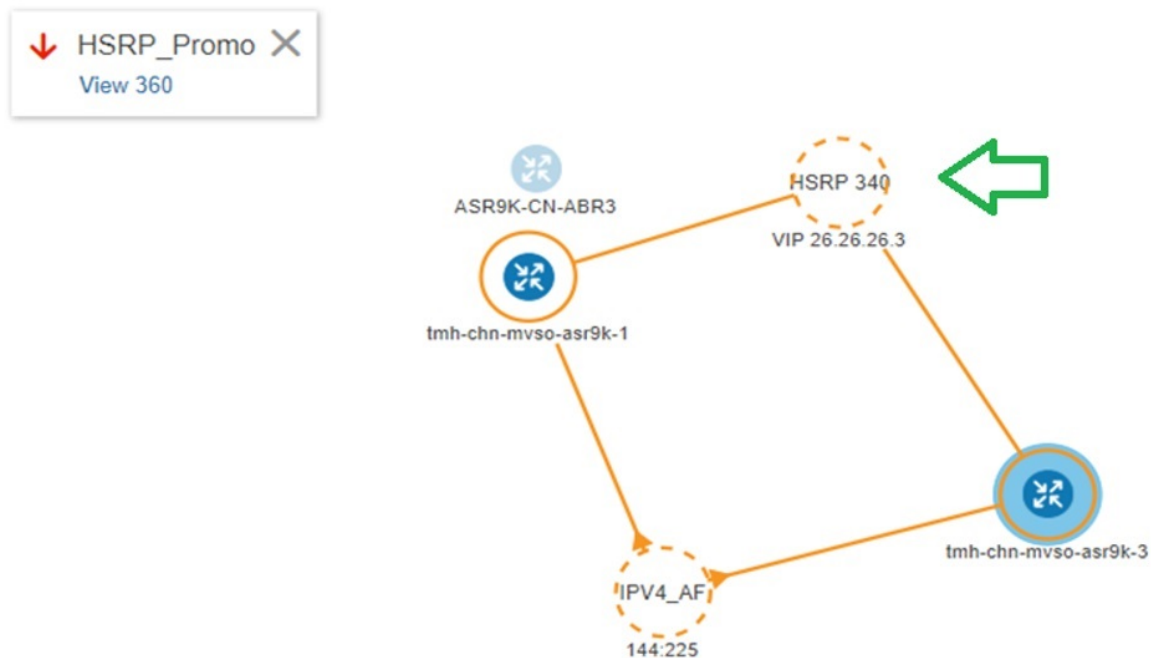 HSRP_Promo
View 360
ASR9K-CN-ABR3
HSRP 340
VIP 26.26.26.3
tmh-chn-mvso-asr9k-1
tmh-chn-mvso-asr9k-3
IPV4_AF
144:225